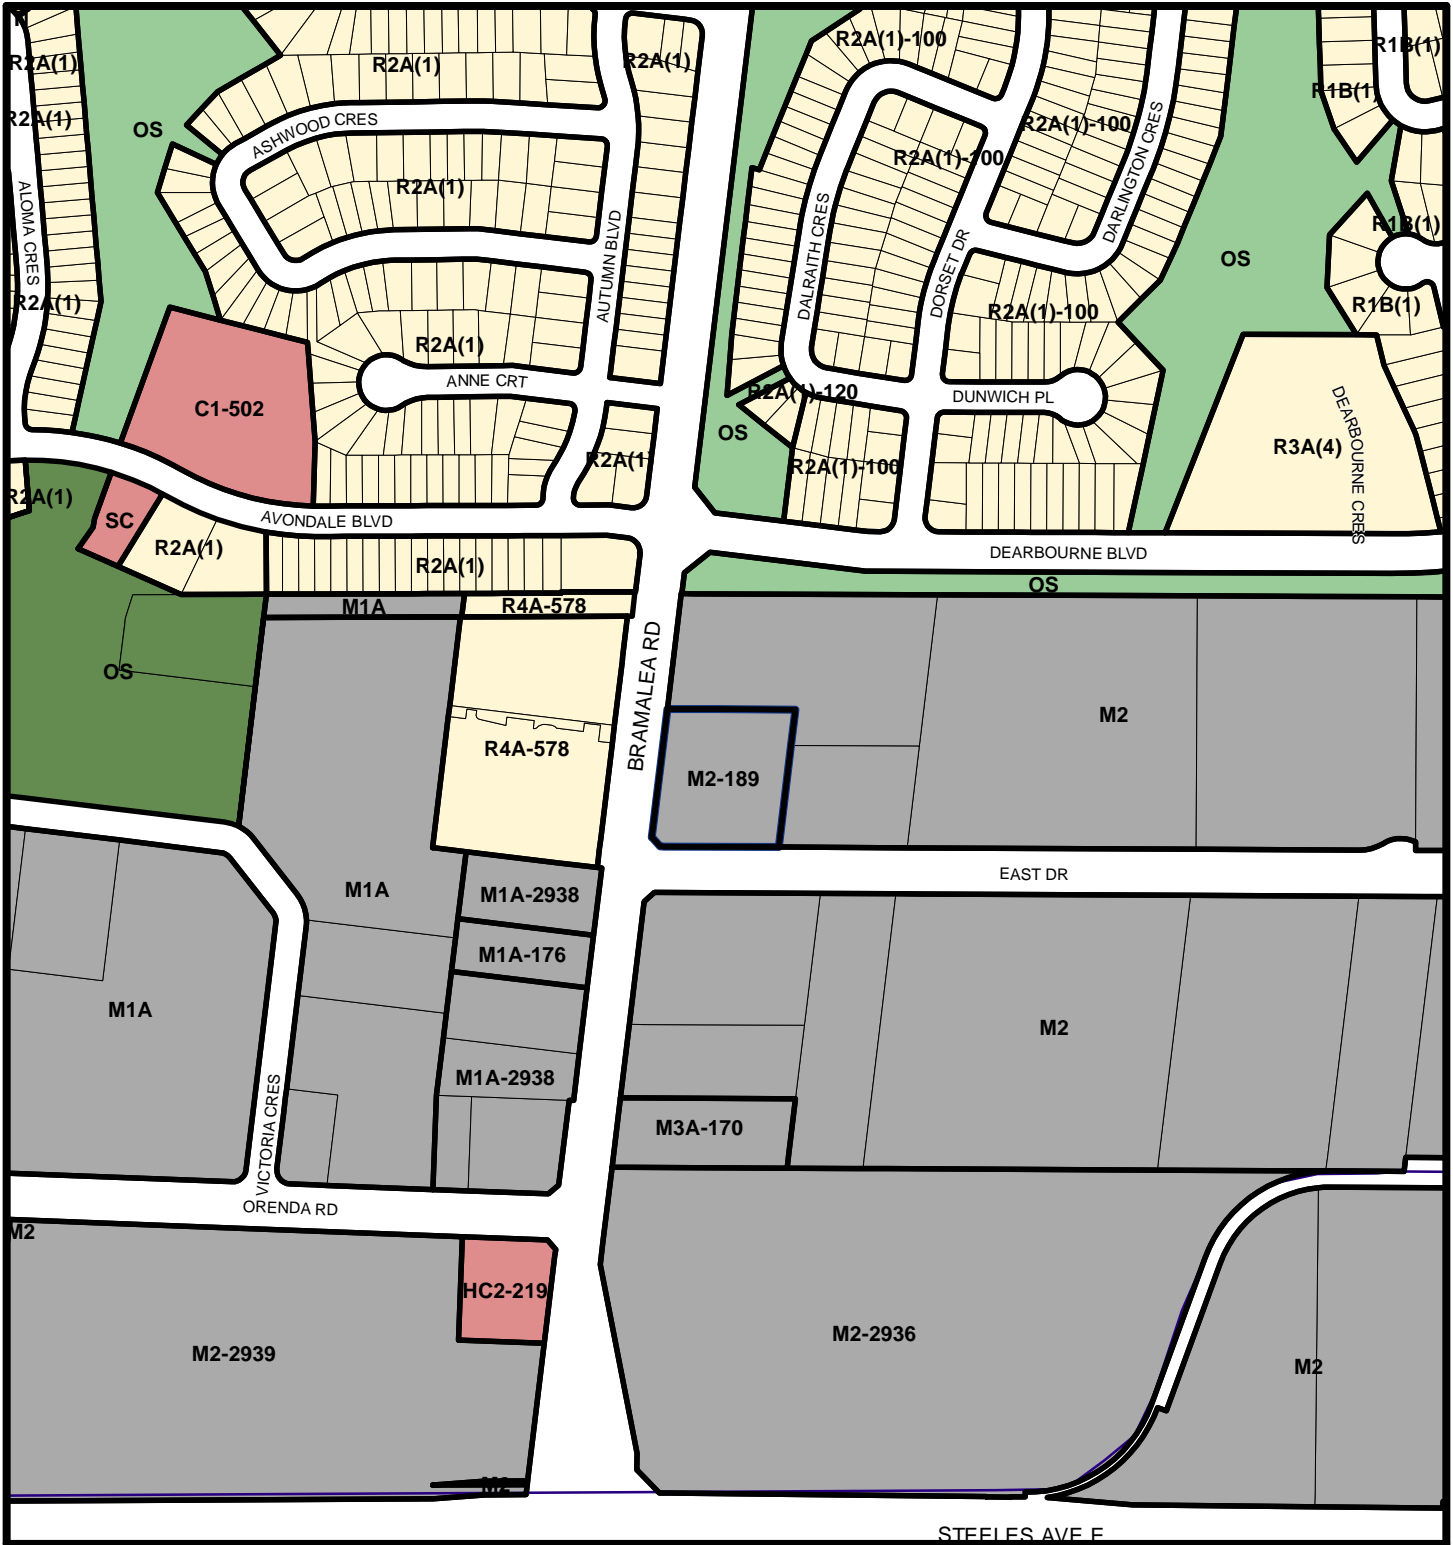 R2A(1)-100
R1B(1)
R2A(1)
R2A(1)
R2A(1)
R1B(1)
R2A(1)
ASHWOOD CRES
R2A(1)-100
OS
DARLINGTON CRES
R2A(1)-100
R2A(1)
ALOMA CRES
R1B(1)
DALRAITH CRES
AUTUMN BLVD
DORSET DR
OS
R2A(1)
R1B(1)
R2A(1)-100
R2A(1)
ANNE CRT
R2A(1)-120
DUNWICH PL
C1-502
OS
R3A(4)
DEARBOURNE CRES
R2A(1)
R2A(1)-100
R2A(1)
SC
AVONDALE BLVD
R2A(1)
DEARBOURNE BLVD
R2A(1)
OS
M1A
R4A-578
OS
BRAMALEA RD
M2
R4A-578
M2-189
EAST DR
M1A
M1A-2938
M1A-176
M1A
M2
M1A-2938
M3A-170
VICTORIA CRES
ORENDA RD
M2
HC2-219
M2-2936
M2-2939
M2
M2
STEELES AVE E